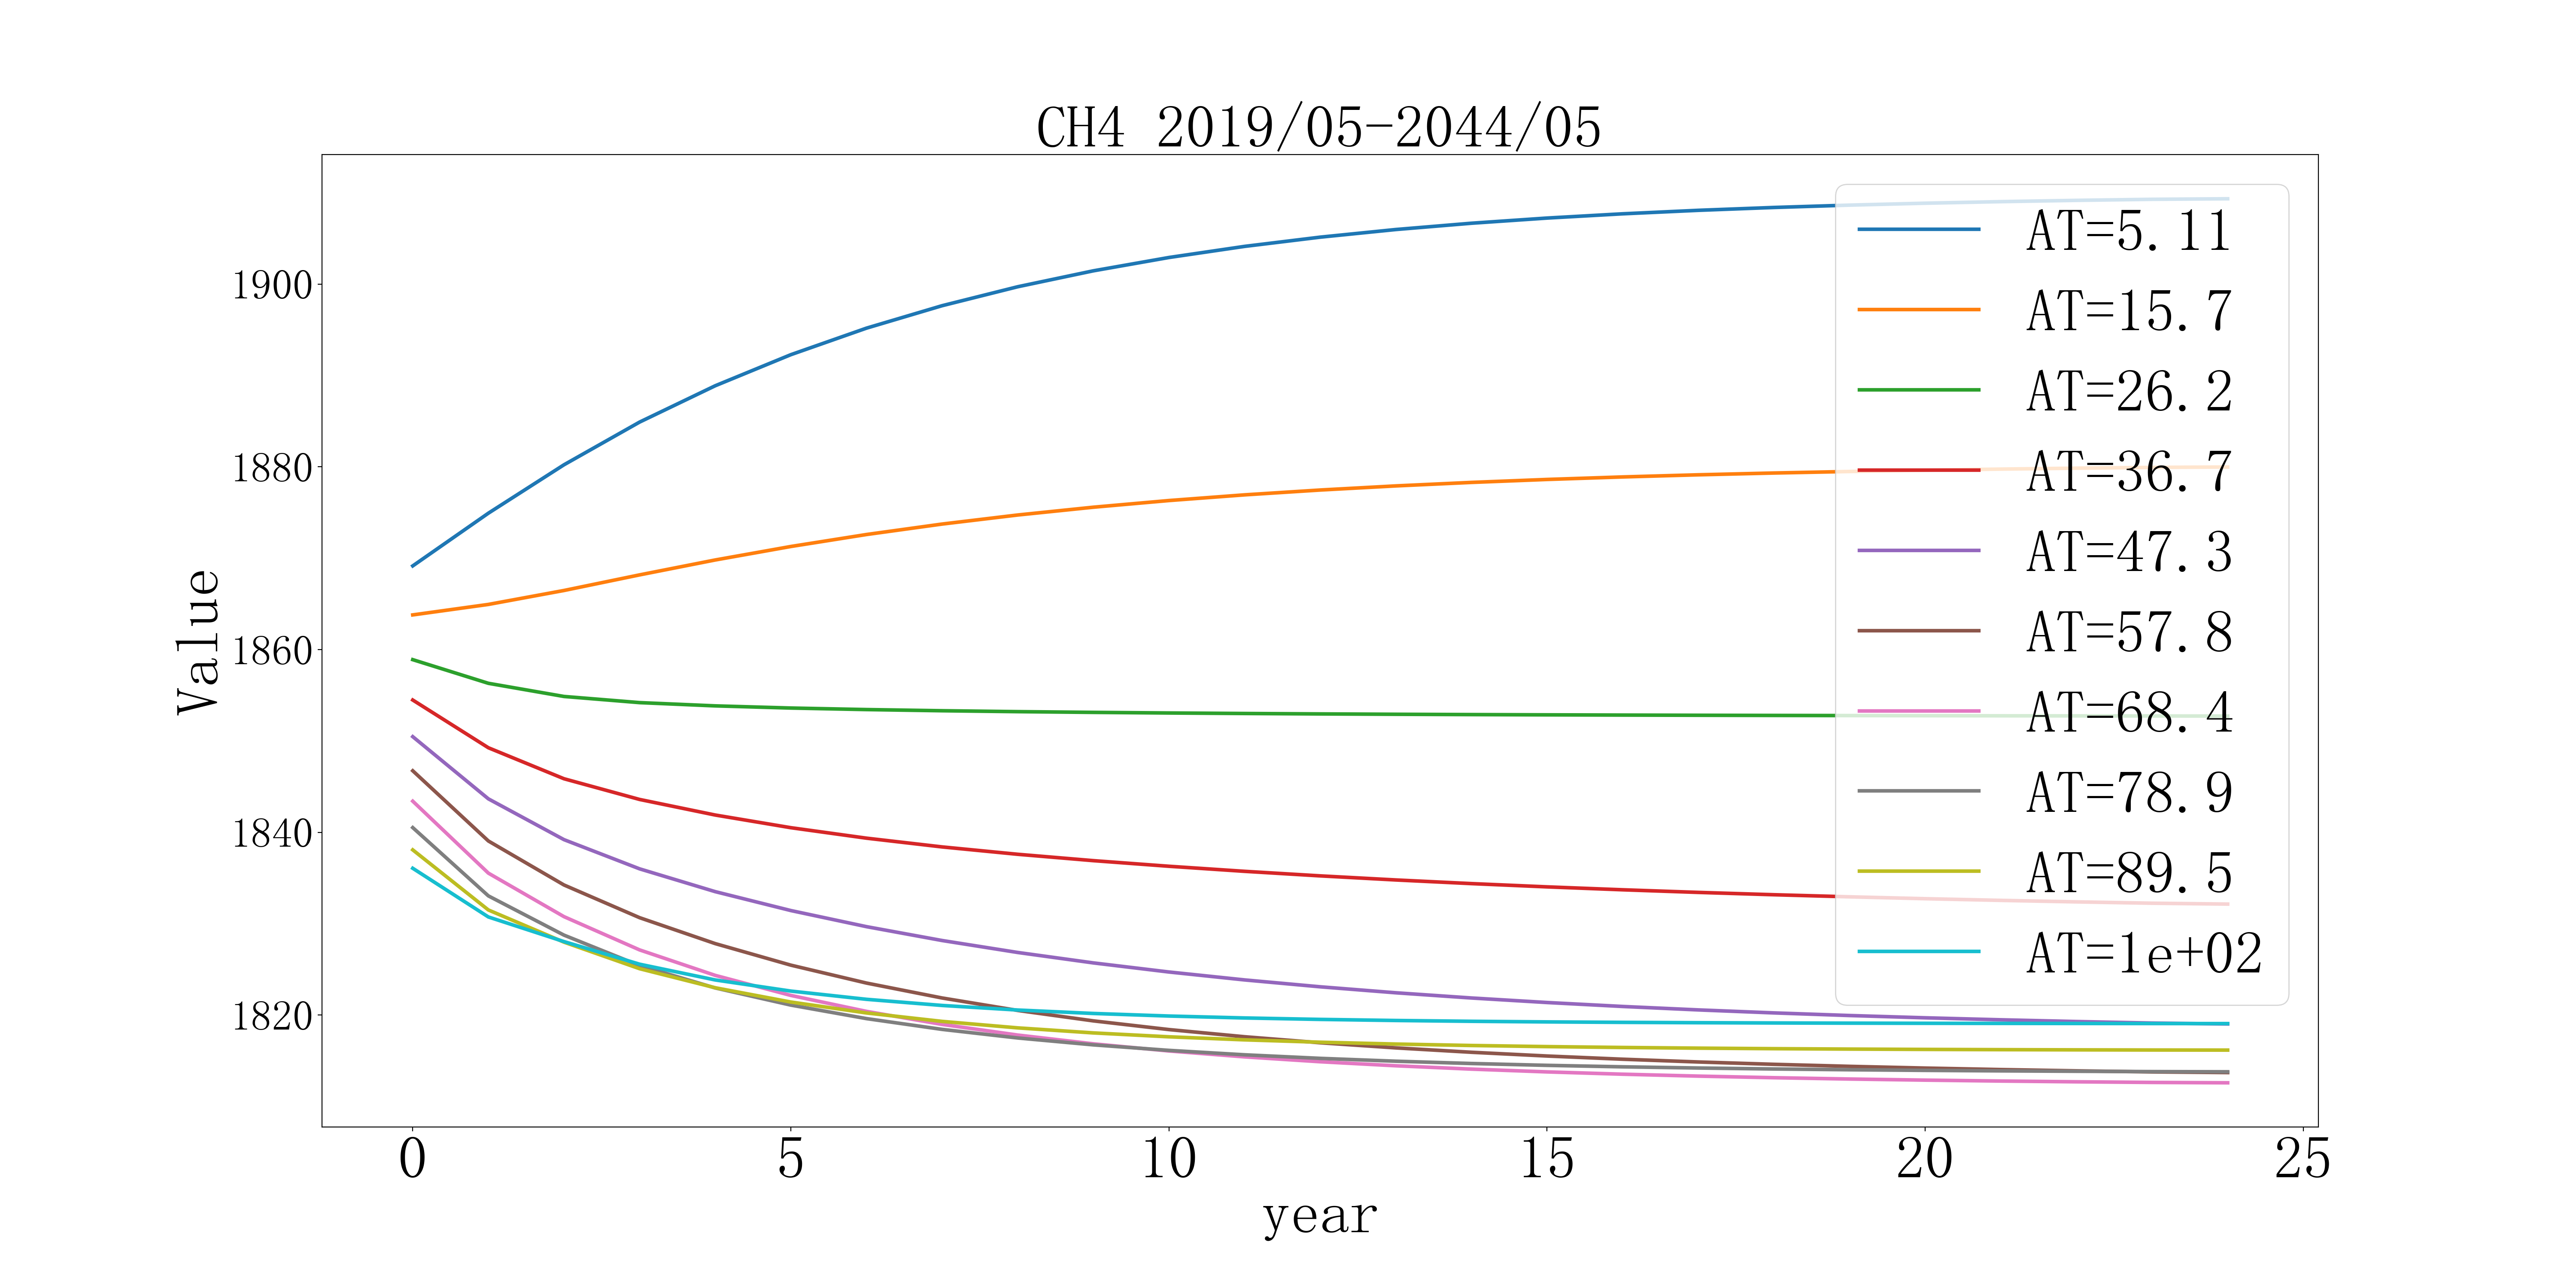 CH4 2019/05-2044/05
Value
1900
1880
1860
1840
1820
0 5 10 15 20 25
year
AT=5.11
AT=15.7
AT=26.2
AT=36.7
AT=47.3
AT=57.8
AT=68.4
AT=78.9
AT=89.5
AT=1e+02